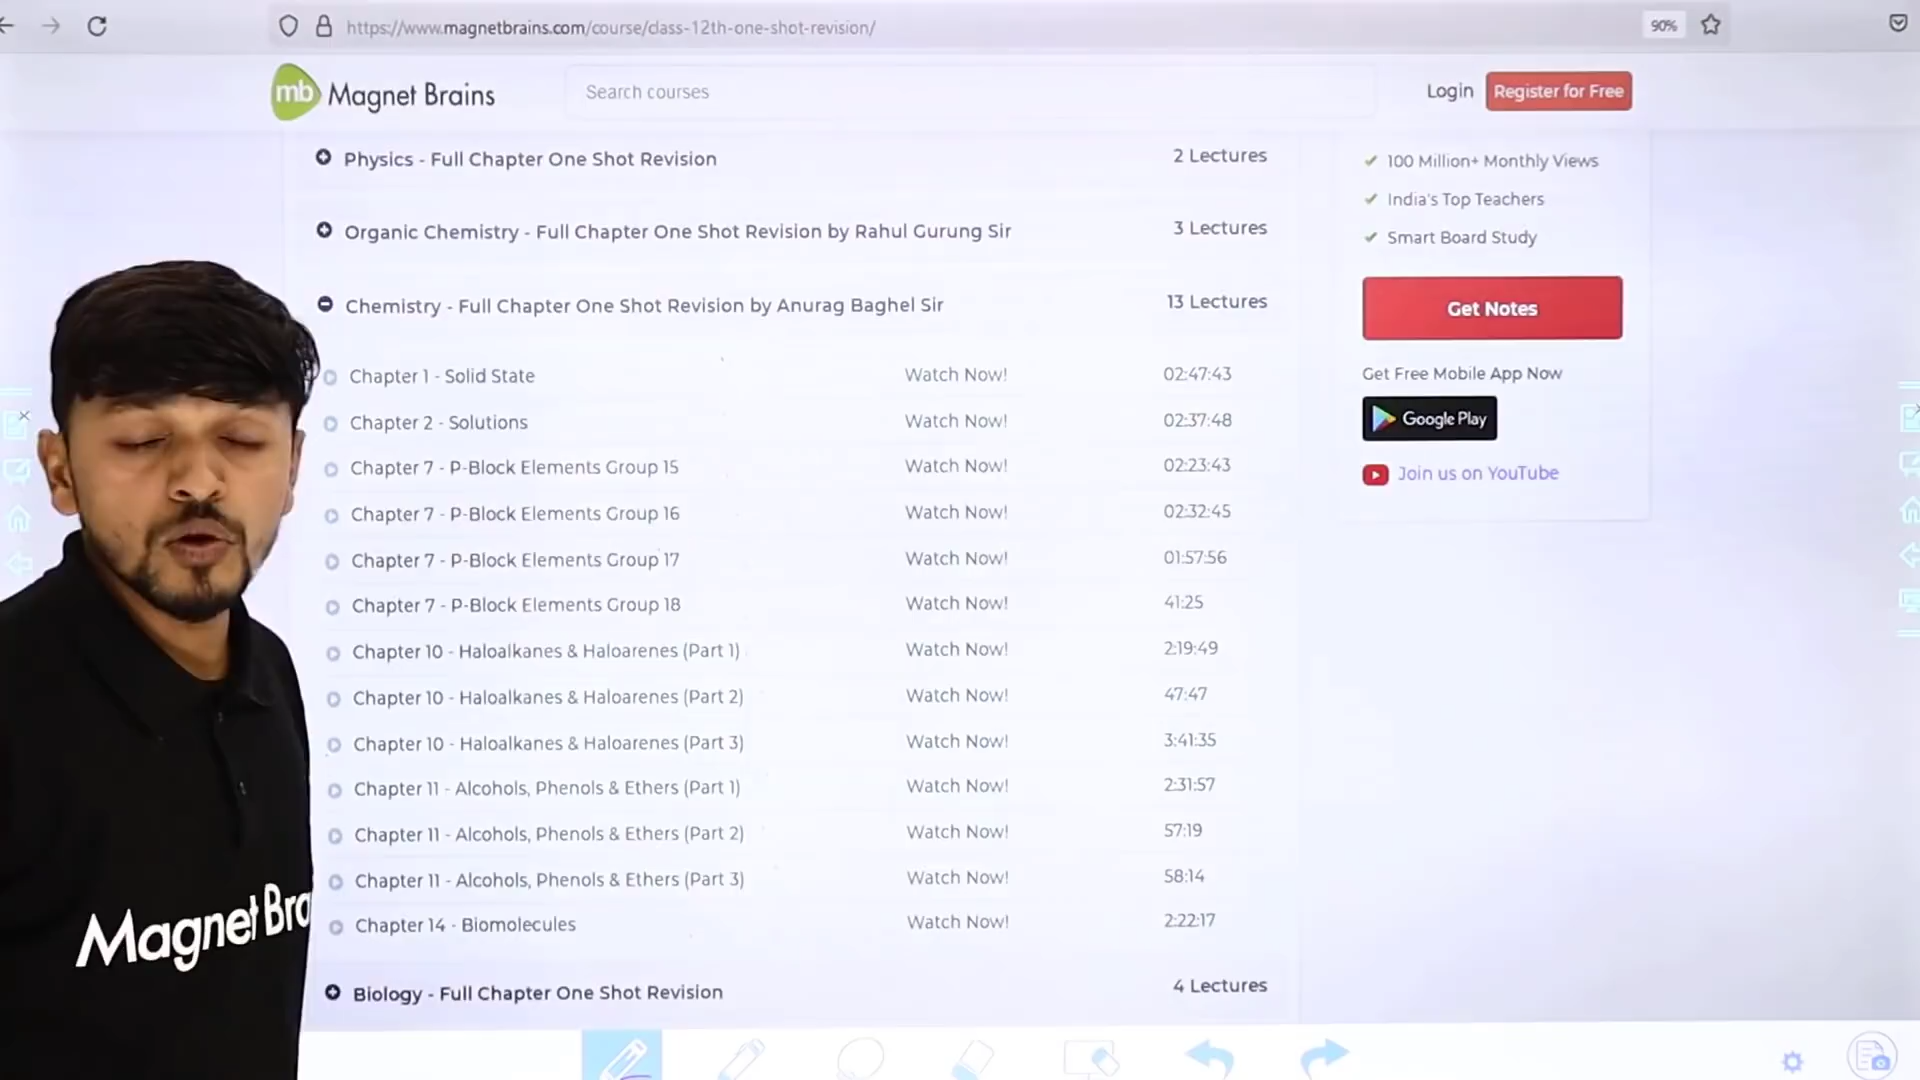 https://www.magnetbrains.com/course/class-12th-one-shot-revision/
90%
mb Magnet Brains
Search courses
Login
Register for Free
Physics - Full Chapter One Shot Revision 2 Lectures
Organic Chemistry - Full Chapter One Shot Revision by Rahul Gurung Sir 3 Lectures
Chemistry - Full Chapter One Shot Revision by Anurag Baghel Sir 13 Lectures
Chapter 1 - Solid State Watch Now! 02:47:43
Chapter 2 - Solutions Watch Now! 02:37:48
Chapter 7 - P-Block Elements Group 15 Watch Now! 02:23:43
Chapter 7 - P-Block Elements Group 16 Watch Now! 02:32:45
Chapter 7 - P-Block Elements Group 17 Watch Now! 01:57:56
Chapter 7 - P-Block Elements Group 18 Watch Now! 41:25
Chapter 10 - Haloalkanes & Haloarenes (Part 1) Watch Now! 2:19:49
Chapter 10 - Haloalkanes & Haloarenes (Part 2) Watch Now! 47:47
Chapter 10 - Haloalkanes & Haloarenes (Part 3) Watch Now! 3:41:35
Chapter 11 - Alcohols, Phenols & Ethers (Part 1) Watch Now! 2:31:57
Chapter 11 - Alcohols, Phenols & Ethers (Part 2) Watch Now! 57:19
Chapter 11 - Alcohols, Phenols & Ethers (Part 3) Watch Now! 58:14
Chapter 14 - Biomolecules Watch Now! 2:22:17
Biology - Full Chapter One Shot Revision 4 Lectures
100 Million+ Monthly Views
India's Top Teachers
Smart Board Study
Get Notes
Get Free Mobile App Now
Google Play
Join us on YouTube
Magnet Bra